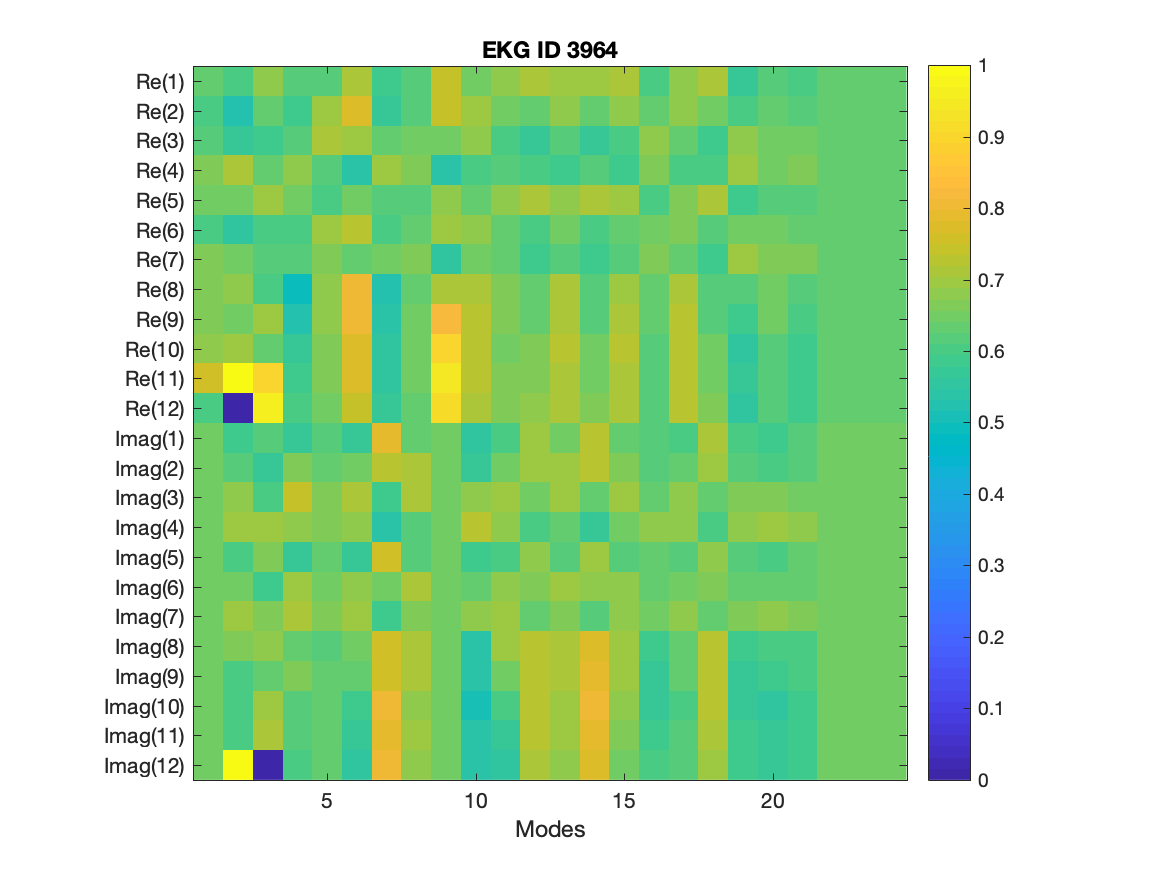 EKG ID 3964
Re(1)
Re(2)
Re(3)
Re(4)
Re(5)
Re(6)
Re(7)
Re(8)
Re(9)
Re(10)
Re(11)
Re(12)
Imag(1)
Imag(2)
Imag(3)
Imag(4)
Imag(5)
Imag(6)
Imag(7)
Imag(8)
Imag(9)
Imag(10)
Imag(11)
Imag(12)
5 10 15 20
Modes
1
0.9
0.8
0.7
0.6
0.5
0.4
0.3
0.2
0.1
0